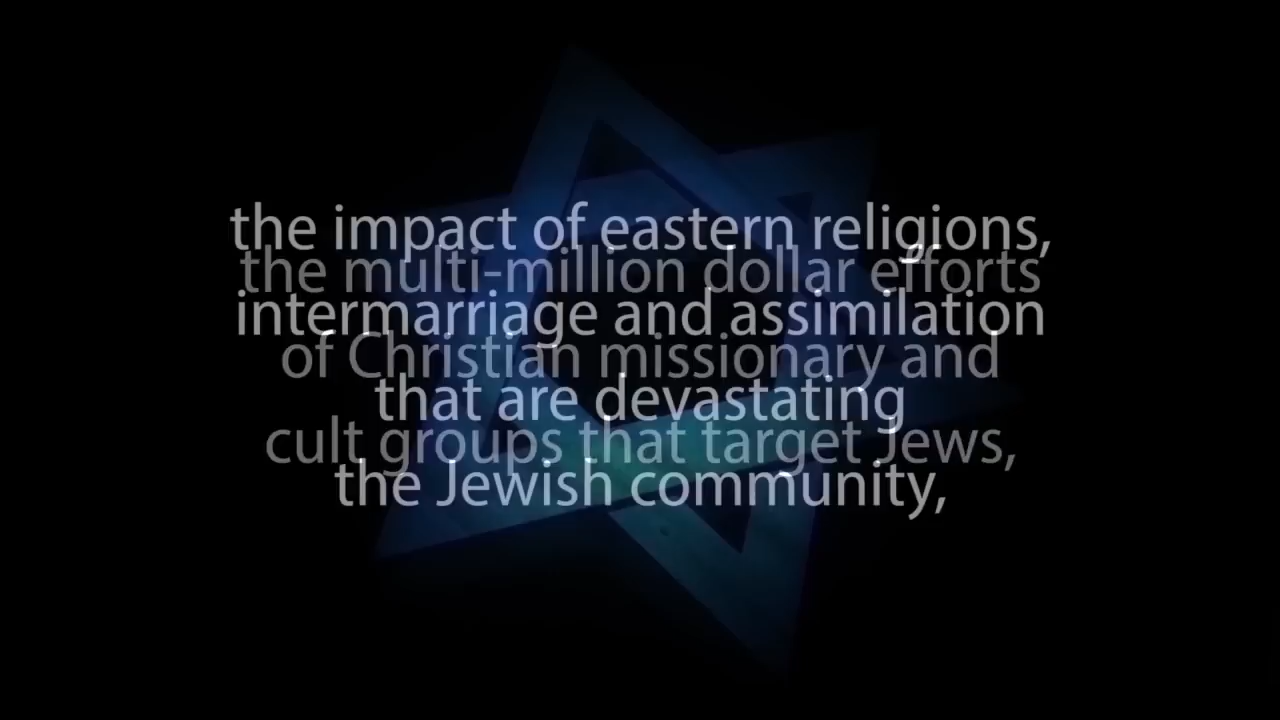 the impact of eastern religions,
the multi-million dollar efforts
intermarriage and assimilation
of Christian missionary and
that are devastating
cult groups that target Jews,
the Jewish community,